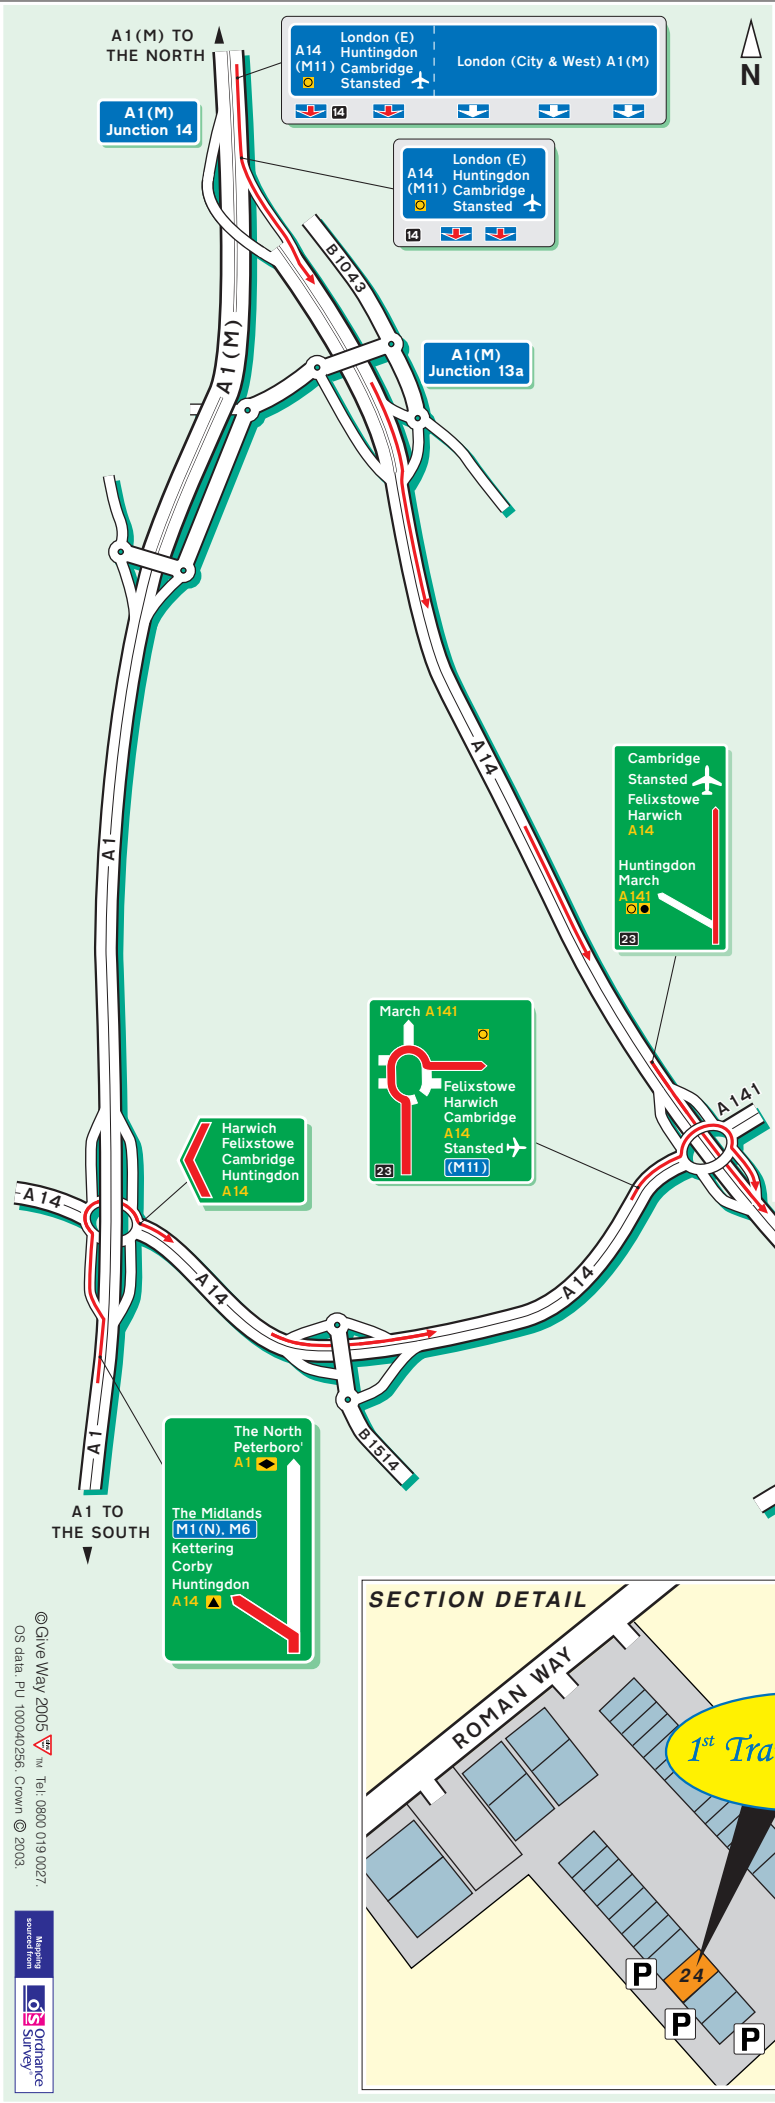 A1(M) TO
THE NORTH
A14
(M11)
London (E)
Huntingdon
Cambridge
Stansted
London (City & West) A1(M)
14
N
A1(M)
Junction 14
A14
(M11)
London (E)
Huntingdon
Cambridge
Stansted
14
B1043
A1(M)
A1(M)
Junction 13a
A14
Cambridge
Stansted
Felixstowe
Harwich
A14
Huntingdon
March
A141
23
A1
March A141
Felixstowe
Harwich
Cambridge
A14
Stansted
(M11)
23
A141
Harwich
Felixstowe
Cambridge
Huntingdon
A14
A14
A14
A14
B1514
A1
A1 TO
THE SOUTH
The North
Peterboro'
A1
The Midlands
M1(N), M6
Kettering
Corby
Huntingdon
A14
SECTION DETAIL
ROMAN WAY
1st Tra
24
P
P
P
©Give Way 2005 TM Tel: 0800 019 0027.
OS data. PU 100040256. Crown © 2003.
Mapping
sourced from
OS Ordnance
Survey®